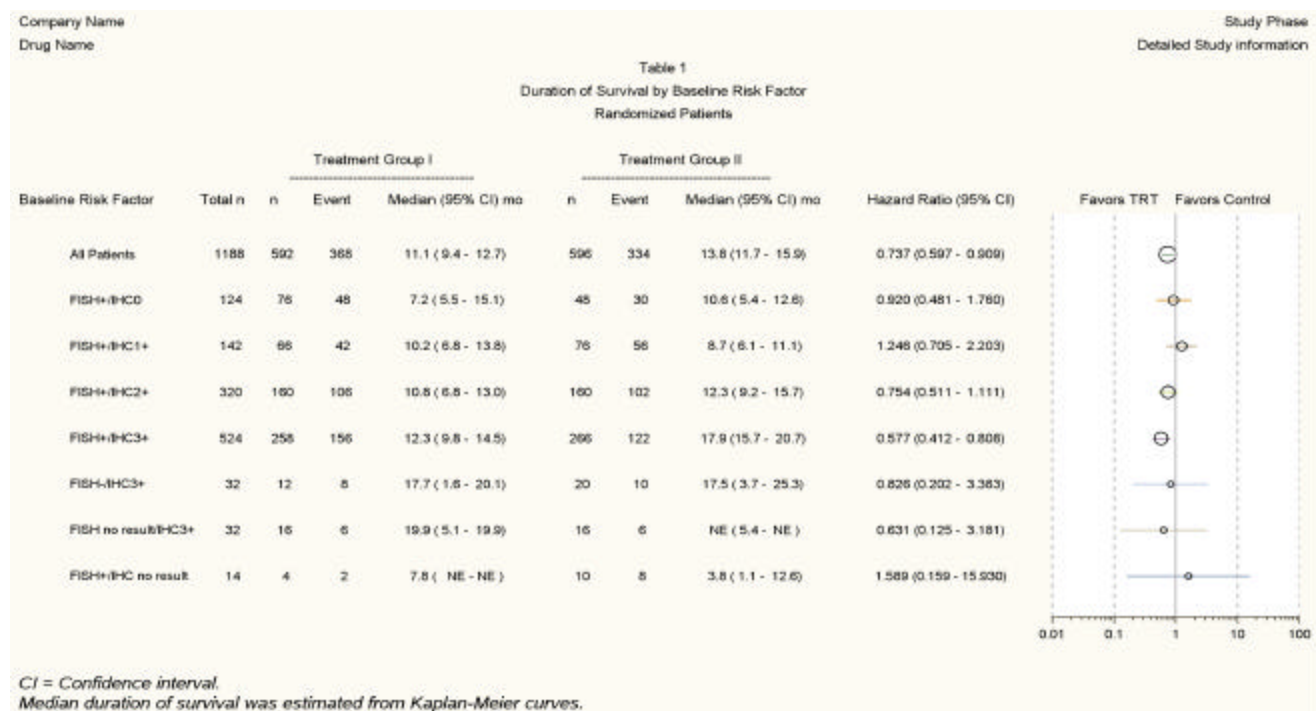 Company Name Study Phase
Drug Name Detailed Study information
Table 1
Duration of Survival by Baseline Risk Factor
Randomized Patients
Treatment Group I Treatment Group II
Baseline Risk Factor Total n n Event Median (95% CI) mo n Event Median (95% CI) mo Hazard Ratio (95% CI) Favors TRT Favors Control
All Patients 1188 592 368 11.1 ( 9.4 - 12.7) 596 334 13.8 (11.7 - 15.9) 0.737 (0.597 - 0.909)
FISH+/IHC0 124 76 48 7.2 ( 5.5 - 15.1) 48 30 10.6 ( 5.4 - 12.6) 0.920 (0.481 - 1.760)
FISH+/IHC1+ 142 66 42 10.2 ( 6.8 - 13.8) 76 56 8.7 ( 6.1 - 11.1) 1.246 (0.705 - 2.203)
FISH+/IHC2+ 320 160 106 10.8 ( 6.8 - 13.0) 160 102 12.3 ( 9.2 - 15.7) 0.754 (0.511 - 1.111)
FISH+/IHC3+ 524 258 156 12.3 ( 9.8 - 14.5) 266 122 17.9 (15.7 - 20.7) 0.577 (0.412 - 0.808)
FISH-/IHC3+ 32 12 8 17.7 ( 1.6 - 20.1) 20 10 17.5 ( 3.7 - 25.3) 0.826 (0.202 - 3.383)
FISH no result/IHC3+ 32 16 6 19.9 ( 5.1 - 19.9) 16 6 NE ( 5.4 - NE ) 0.631 (0.125 - 3.181)
FISH+/IHC no result 14 4 2 7.8 ( NE - NE ) 10 8 3.8 ( 1.1 - 12.6) 1.589 (0.159 - 15.930)
0.01 0.1 1 10 100
CI = Confidence interval.
Median duration of survival was estimated from Kaplan-Meier curves.